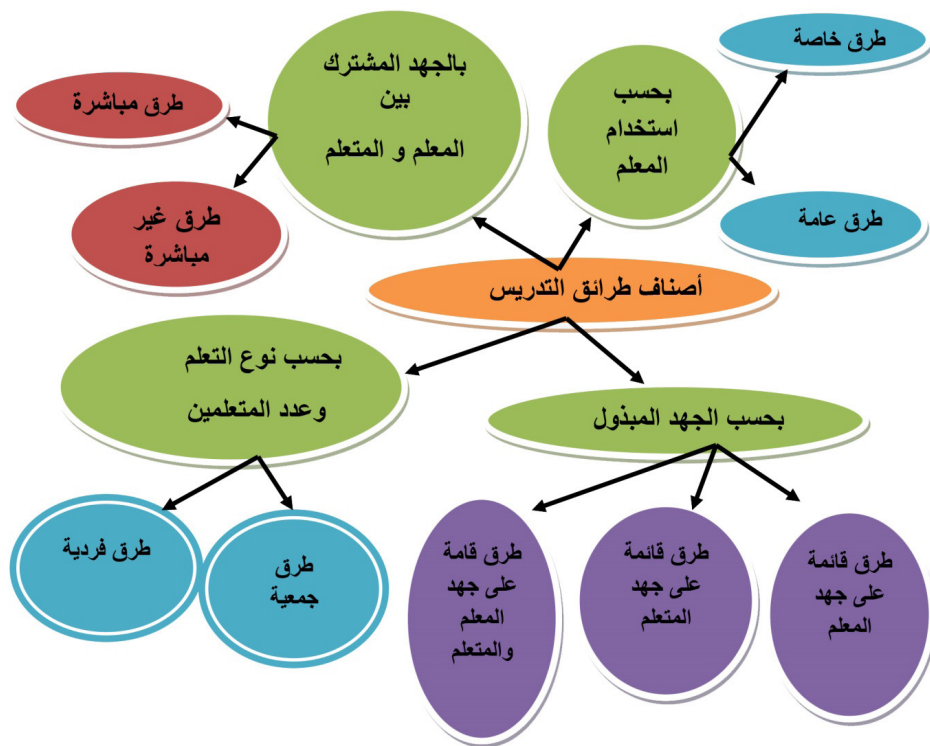 طرق خاصة
بالجهد المشترك
بين
المعلم و المتعلم
بحسب
استخدام
المعلم
طرق مباشرة
طرق غير
مباشرة
طرق عامة
أصناف طرائق التدريس
بحسب نوع التعلم
وعدد المتعلمين
بحسب الجهد المبذول
طرق قائمة
على جهد
المعلم
طرق قائمة
على جهد
المتعلم
طرق قامة
على جهد
المعلم
والمتعلم
طرق
جمعية
طرق فردية